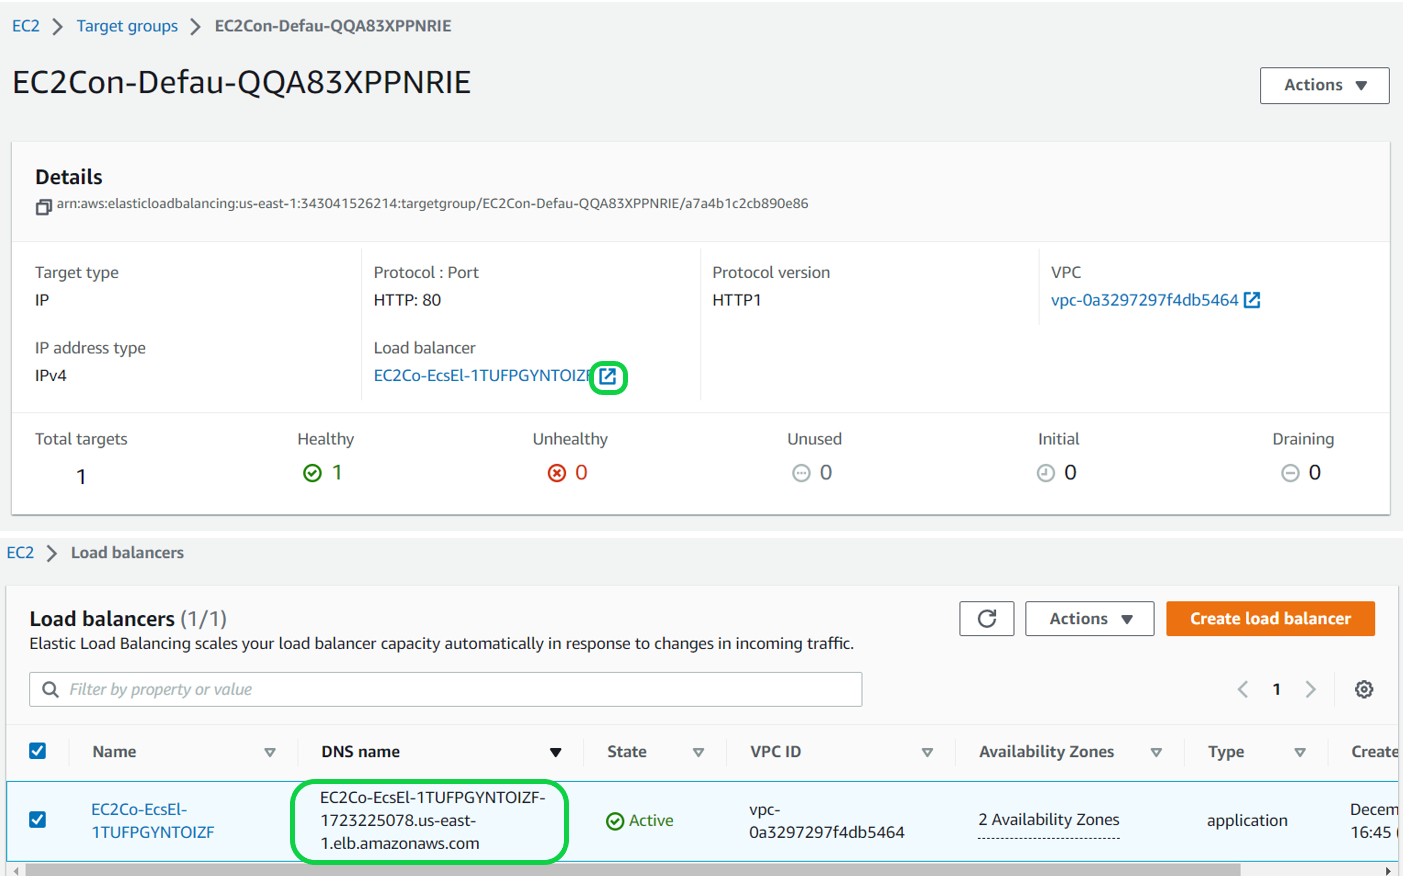 EC2 > Target groups > EC2Con-Defau-QQA83XPPNRIE
EC2Con-Defau-QQA83XPPNRIE
Actions
Details
arn:aws:elasticloadbalancing:us-east-1:343041526214:targetgroup/EC2Con-Defau-QQA83XPPNRIE/a7a4b1c2cb890e86
Target type
IP
Protocol : Port
HTTP: 80
Protocol version
HTTP1
VPC
vpc-0a3297297f4db5464
IP address type
IPv4
Load balancer
EC2Co-EcsEl-1TUFPGYNTOIZF
Total targets
1
Healthy
1
Unhealthy
0
Unused
0
Initial
0
Draining
0
EC2 > Load balancers
Load balancers (1/1)
Elastic Load Balancing scales your load balancer capacity automatically in response to changes in incoming traffic.
Actions
Create load balancer
Filter by property or value
1
Name
DNS name
State
VPC ID
Availability Zones
Type
Create
EC2Co-EcsEl-
1TUFPGYNTOIZF
EC2Co-EcsEl-1TUFPGYNTOIZF-
1723225078.us-east-
1.elb.amazonaws.com
Active
vpc-
0a3297297f4db5464
2 Availability Zones
application
Decem
16:45 (